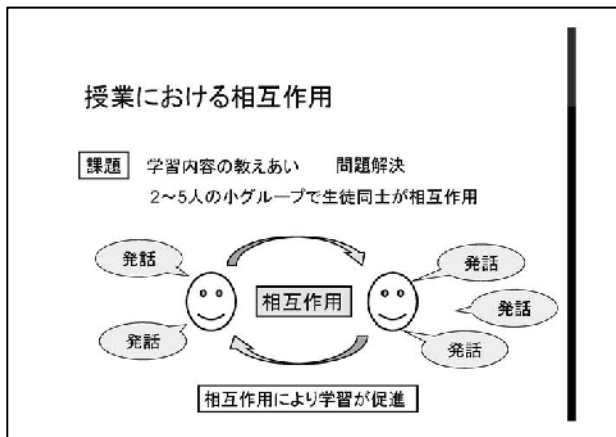 授業における相互作用
課題 学習内容の教えあい 問題解決
2～5人の小グループで生徒同士が相互作用
発話
発話
相互作用
発話
発話
発話
相互作用により学習が促進